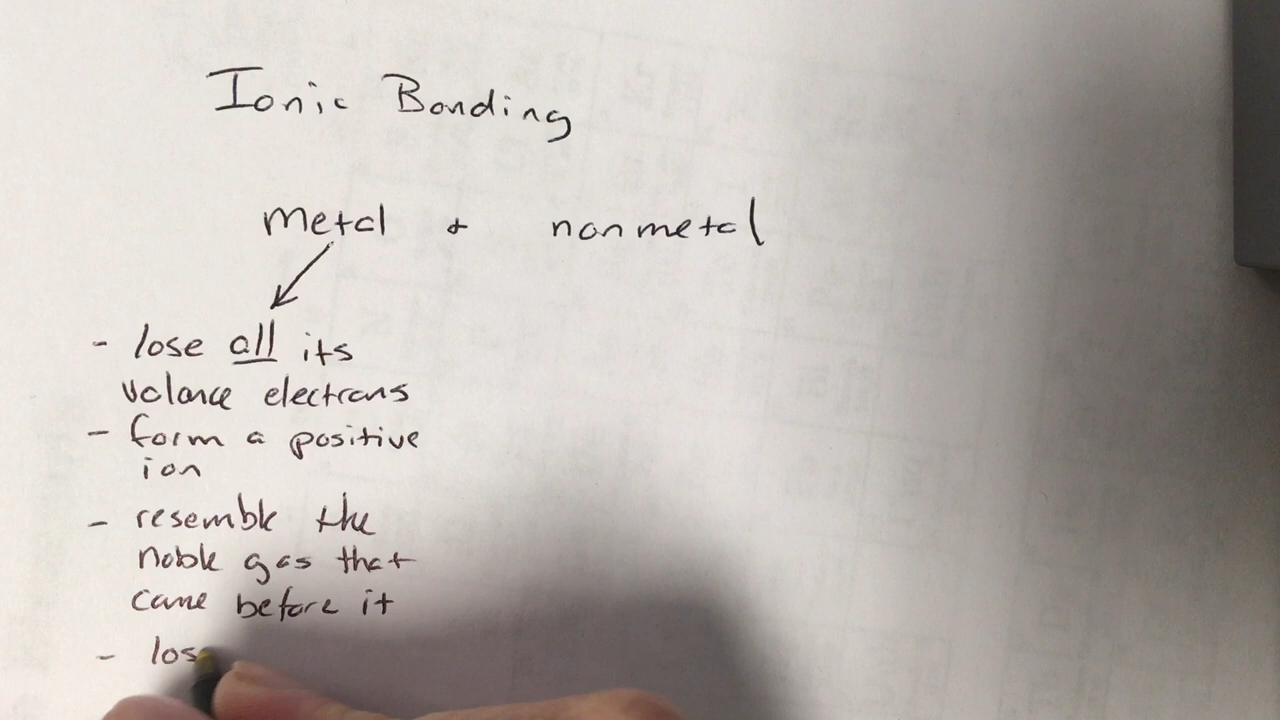 Ionic Bonding
metal + nonmetal
- lose all its
valance electrons
- form a positive
ion
- resemble the
noble gas that
came before it
- los